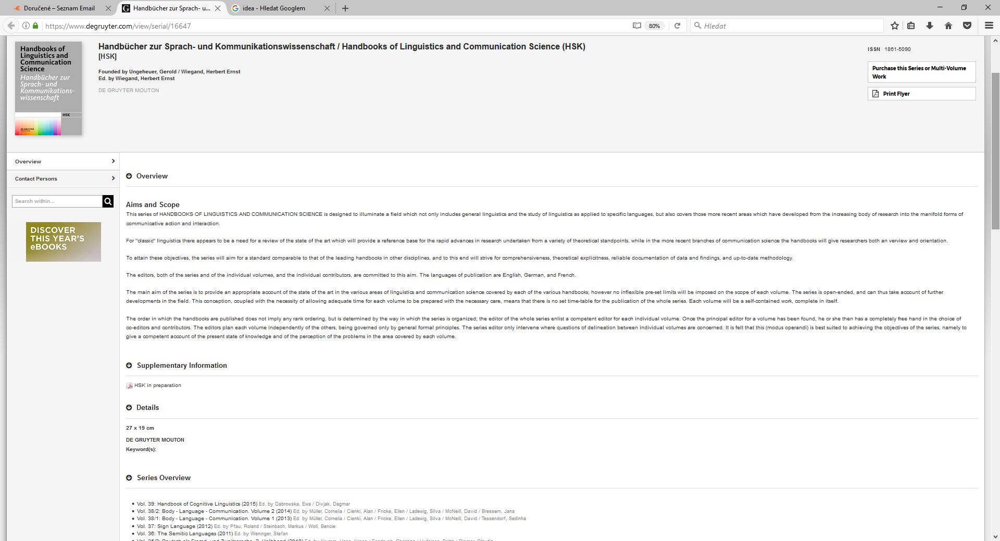 Doručené – Seznam Email
Handbücher zur Sprach- u...
idea - Hledat Googlem
https://www.degruyter.com/view/serial/16647
80%
Hledat
Handbooks of
Linguistics and
Communication
Science
Handbücher zur
Sprach- und
Kommunikations-
wissenschaft
HSK
DE GRUYTER
MOUTON
Handbücher zur Sprach- und Kommunikationswissenschaft / Handbooks of Linguistics and Communication Science (HSK)
[HSK]
Founded by Ungeheuer, Gerold / Wiegand, Herbert Ernst
Ed. by Wiegand, Herbert Ernst
DE GRUYTER MOUTON
ISSN 1861-5090
Purchase this Series or Multi-Volume
Work
Print Flyer
Overview
Contact Persons
Search within...
DISCOVER
THIS YEAR'S
eBOOKS
Overview
Aims and Scope
This series of HANDBOOKS OF LINGUISTICS AND COMMUNICATION SCIENCE is designed to illuminate a field which not only includes general linguistics and the study of linguistics as applied to specific languages, but also covers those more recent areas which have developed from the increasing body of research into the manifold forms of
communicative action and interaction.
For "classic" linguistics there appears to be a need for a review of the state of the art which will provide a reference base for the rapid advances in research undertaken from a variety of theoretical standpoints, while in the more recent branches of communication science the handbooks will give researchers both an verview and orientation.
To attain these objectives, the series will aim for a standard comparable to that of the leading handbooks in other disciplines, and to this end will strive for comprehensiveness, theoretical explicitness, reliable documentation of data and findings, and up-to-date methodology.
The editors, both of the series and of the individual volumes, and the individual contributors, are committed to this aim. The languages of publication are English, German, and French.
The main aim of the series is to provide an appropriate account of the state of the art in the various areas of linguistics and communication science covered by each of the various handbooks; however no inflexible pre-set limits will be imposed on the scope of each volume. The series is open-ended, and can thus take account of further
developments in the field. This conception, coupled with the necessity of allowing adequate time for each volume to be prepared with the necessary care, means that there is no set time-table for the publication of the whole series. Each volume will be a self-contained work, complete in itself.
The order in which the handbooks are published does not imply any rank ordering, but is determined by the way in which the series is organized; the editor of the whole series enlist a competent editor for each individual volume. Once the principal editor for a volume has been found, he or she then has a completely free hand in the choice of
co-editors and contributors. The editors plan each volume independently of the others, being governed only by general formal principles. The series editor only intervene where questions of delineation between individual volumes are concerned. It is felt that this (modus operandi) is best suited to achieving the objectives of the series, namely to
give a competent account of the present state of knowledge and of the perception of the problems in the area covered by each volume.
Supplementary Information
HSK in preparation
Details
27 x 19 cm
DE GRUYTER MOUTON
Keyword(s):
Series Overview
• Vol. 39: Handbook of Cognitive Linguistics (2015) Ed. by Dabrowska, Ewa / Divjak, Dagmar
• Vol. 38/2: Body - Language - Communication. Volume 2 (2014) Ed. by Müller, Cornelia / Cienki, Alan / Fricke, Ellen / Ladewig, Silva / McNeill, David / Bressem, Jana
• Vol. 38/1: Body - Language - Communication. Volume 1 (2013) Ed. by Müller, Cornelia / Cienki, Alan / Fricke, Ellen / Ladewig, Silva / McNeill, David / Tessendorf, Sedinha
• Vol. 37: Sign Language (2012) Ed. by Pfau, Roland / Steinbach, Markus / Woll, Bencie
• Vol. 36: The Semitic Languages (2011) Ed. by Weninger, Stefan